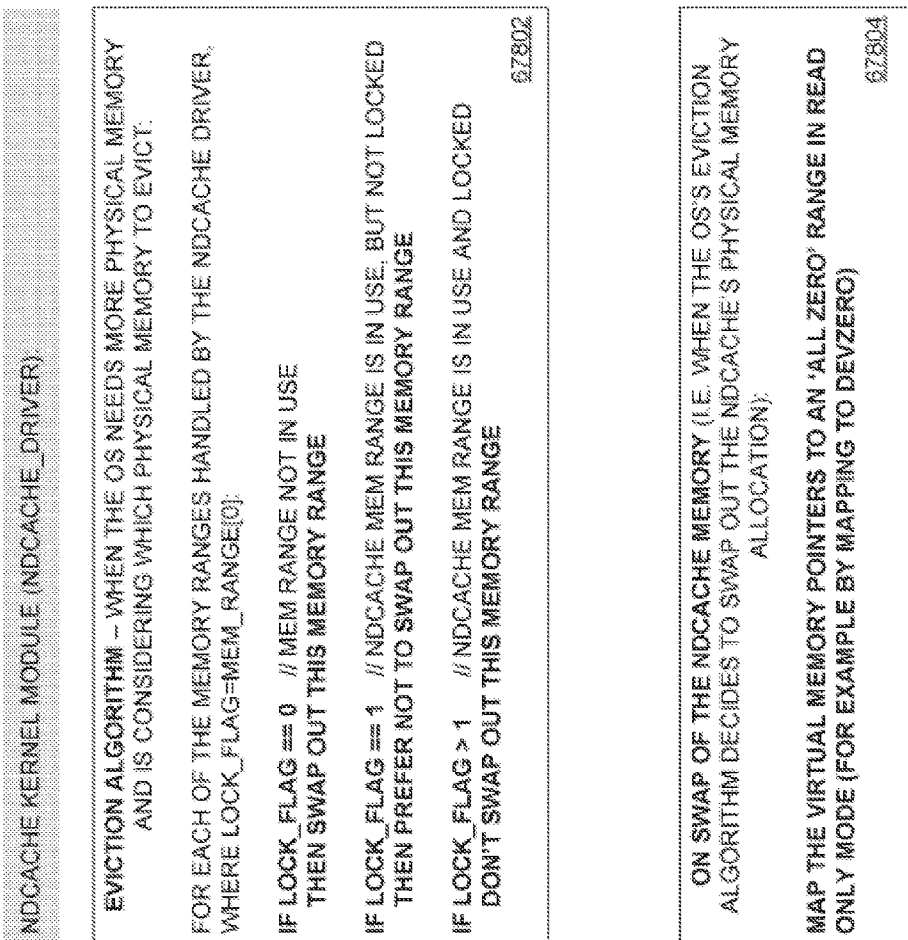 NDCACHE KERNEL MODULE (NDCACHE_DRIVER)
EVICTION ALGORITHM – WHEN THE OS NEEDS MORE PHYSICAL MEMORY
AND IS CONSIDERING WHICH PHYSICAL MEMORY TO EVICT:
FOR EACH OF THE MEMORY RANGES HANDLED BY THE NDCACHE DRIVER,
WHERE LOCK_FLAG=MEM_RANGE[0]:
IF LOCK_FLAG == 0 // MEM RANGE NOT IN USE
THEN SWAP OUT THIS MEMORY RANGE
IF LOCK_FLAG == 1 // NDCACHE MEM RANGE IS IN USE, BUT NOT LOCKED
THEN PREFER NOT TO SWAP OUT THIS MEMORY RANGE
IF LOCK_FLAG > 1 // NDCACHE MEM RANGE IS IN USE AND LOCKED
DON'T SWAP OUT THIS MEMORY RANGE
67802
ON SWAP OF THE NDCACHE MEMORY (I.E. WHEN THE OS'S EVICTION
ALGORITHM DECIDES TO SWAP OUT THE NDCACHE'S PHYSICAL MEMORY
ALLOCATION):
MAP THE VIRTUAL MEMORY POINTERS TO AN 'ALL ZERO' RANGE IN READ
ONLY MODE (FOR EXAMPLE BY MAPPING TO DEVZERO)
67804